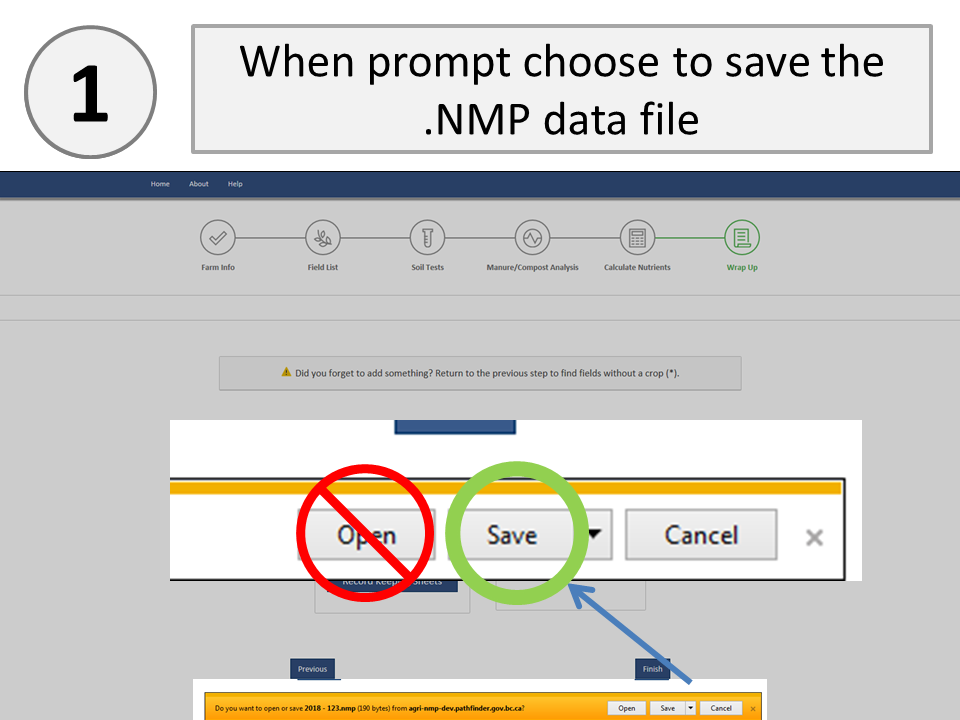 1
When prompt choose to save the
.NMP data file
Home About Help
Farm Info Field List Soil Tests Manure/Compost Analysis Calculate Nutrients Wrap Up
Did you forget to add something? Return to the previous step to find fields without a crop (*).
Open Save Cancel ×
Record Keeping Sheets
Previous Finish
Do you want to open or save 2018 - 123.nmp (190 bytes) from agri-nmp-dev.pathfinder.gov.bc.ca? Open Save Cancel ×